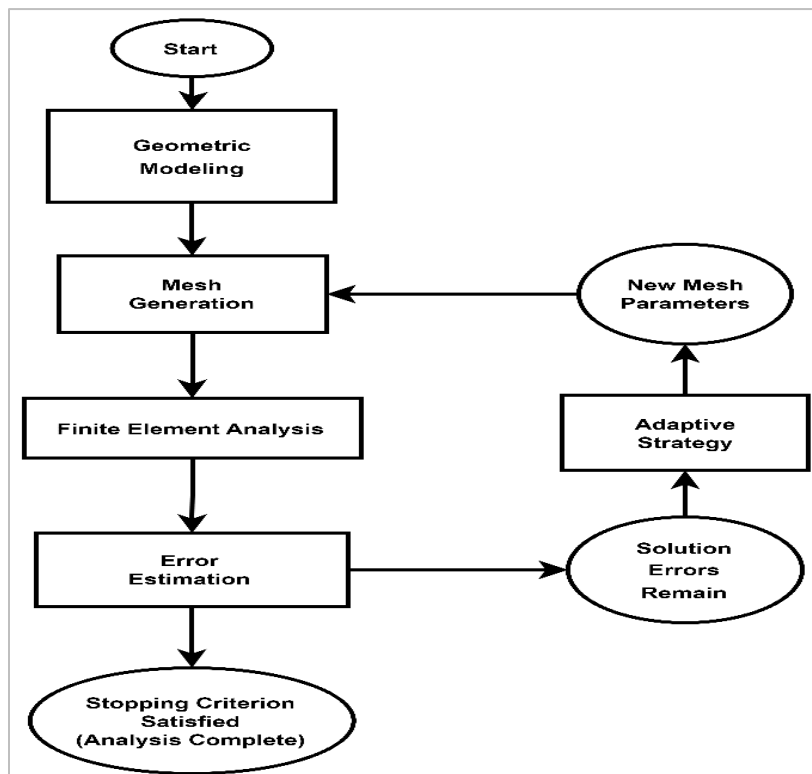 Start
Geometric
Modeling
Mesh
Generation
New Mesh
Parameters
Finite Element Analysis
Adaptive
Strategy
Error
Estimation
Solution
Errors
Remain
Stopping Criterion
Satisfied
(Analysis Complete)